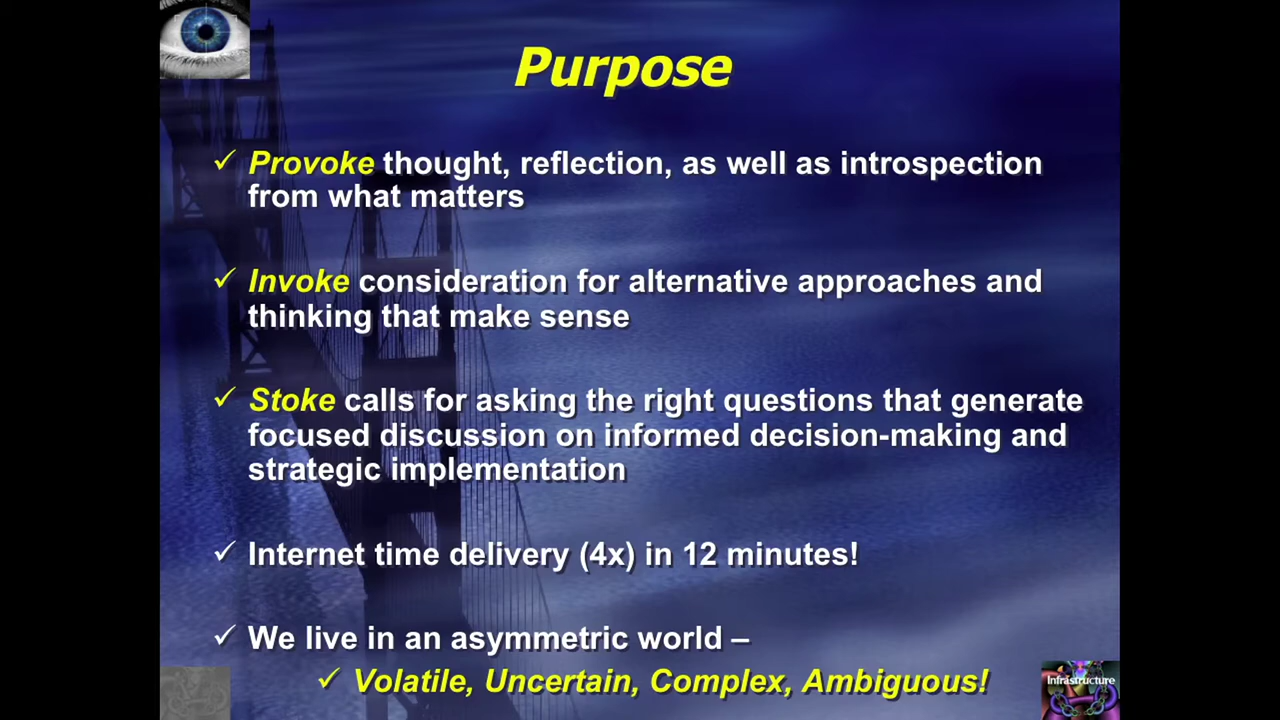 Purpose
✓ Provoke thought, reflection, as well as introspection
from what matters
✓ Invoke consideration for alternative approaches and
thinking that make sense
✓ Stoke calls for asking the right questions that generate
focused discussion on informed decision-making and
strategic implementation
✓ Internet time delivery (4x) in 12 minutes!
✓ We live in an asymmetric world –
✓ Volatile, Uncertain, Complex, Ambiguous!
Infrastructure